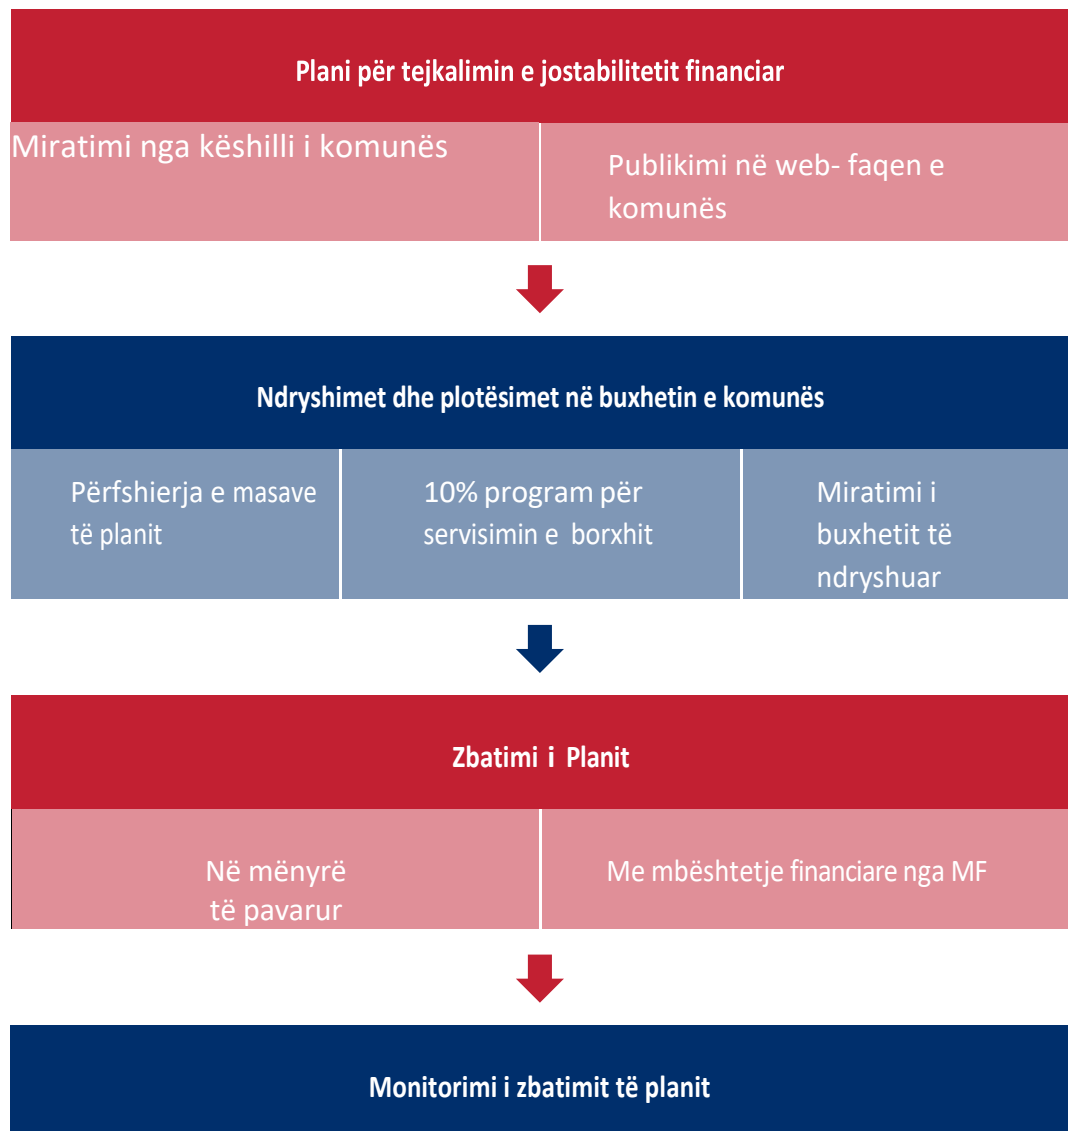 Plani për tejkalimin e jostabilitetit financiar
Miratimi nga këshilli i komunës
Publikimi në web- faqen e
komunës
Ndryshimet dhe plotësimet në buxhetin e komunës
Përfshierja e masave
të planit
10% program për
servisimin e borxhit
Miratimi i
buxhetit të
ndryshuar
Zbatimi i Planit
Në mënyrë
të pavarur
Me mbështetje financiare nga MF
Monitorimi i zbatimit të planit